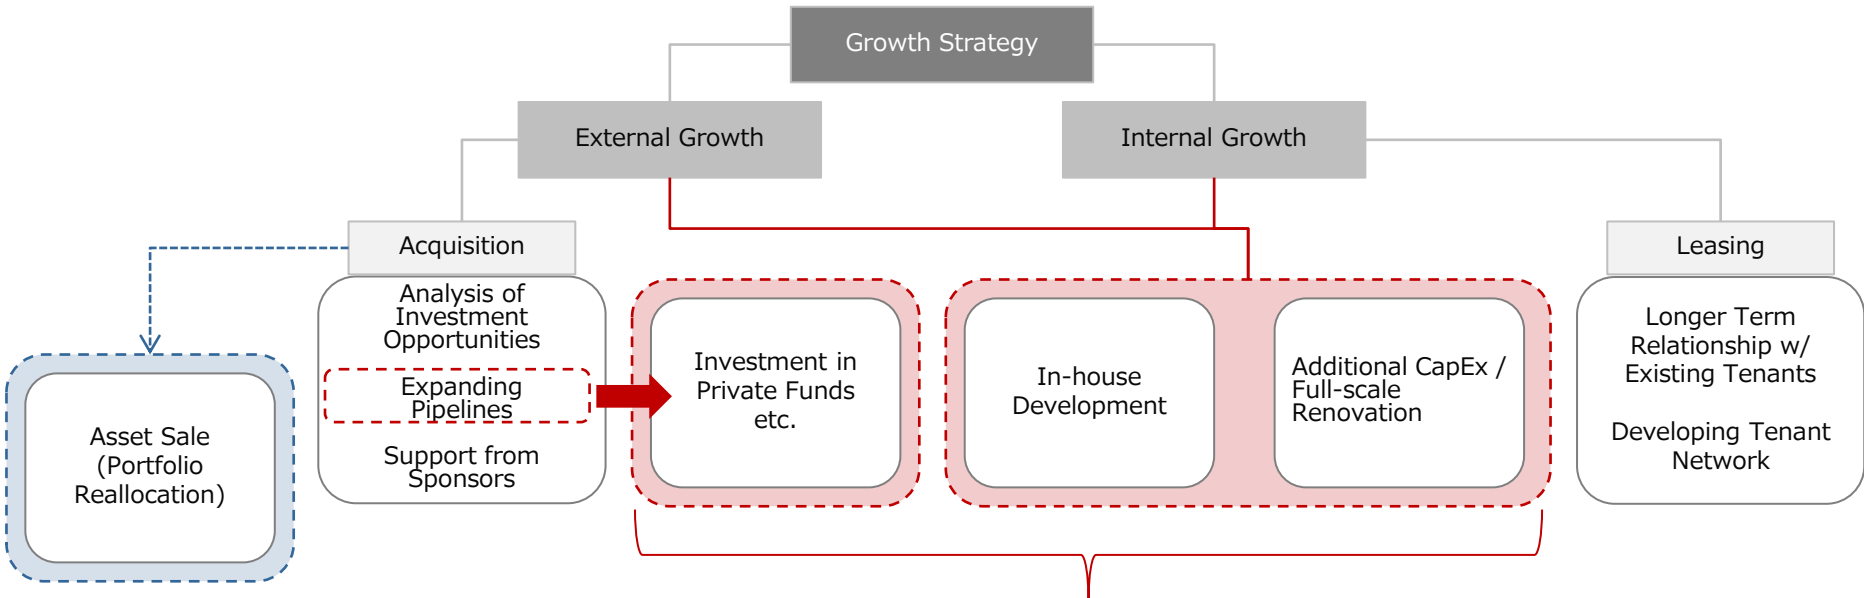 Growth Strategy
External Growth
Internal Growth
Acquisition
Leasing
Analysis of
Investment
Opportunities
Expanding
Pipelines
Support from
Sponsors
Asset Sale
(Portfolio
Reallocation)
Investment in
Private Funds
etc.
In-house
Development
Additional CapEx /
Full-scale
Renovation
Longer Term
Relationship w/
Existing Tenants
Developing Tenant
Network